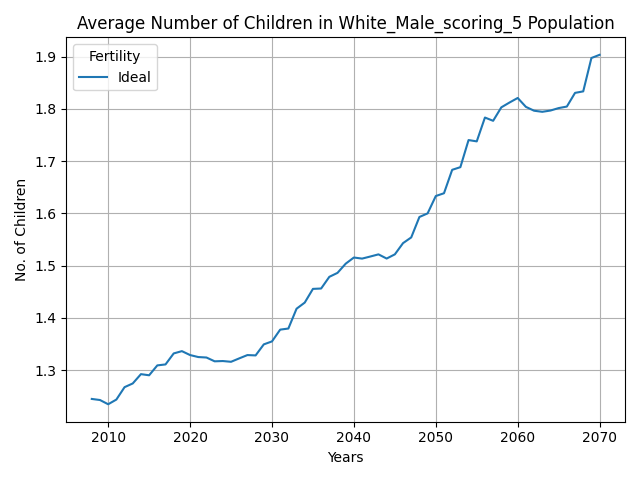 Average Number of Children in White_Male_scoring_5 Population
Fertility
Ideal
No. of Children
1.9
1.8
1.7
1.6
1.5
1.4
1.3
2010 2020 2030 2040 2050 2060 2070
Years